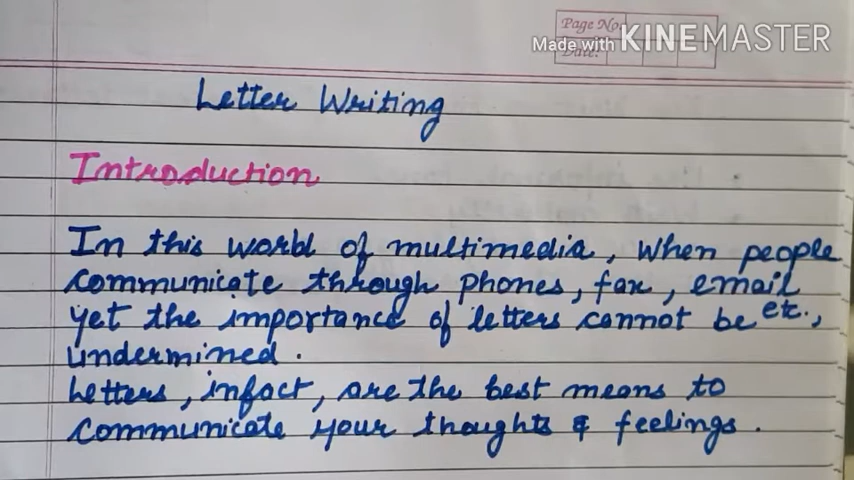 Page No.
Made with KINEMASTER
Date:
Letter Writing
Introduction
In this world of multimedia, when people
communicate through phones, fax, email
yet the importance of letters cannot be etc.,
undermined.
Letters, infact, are the best means to
communicate your thoughts & feelings.